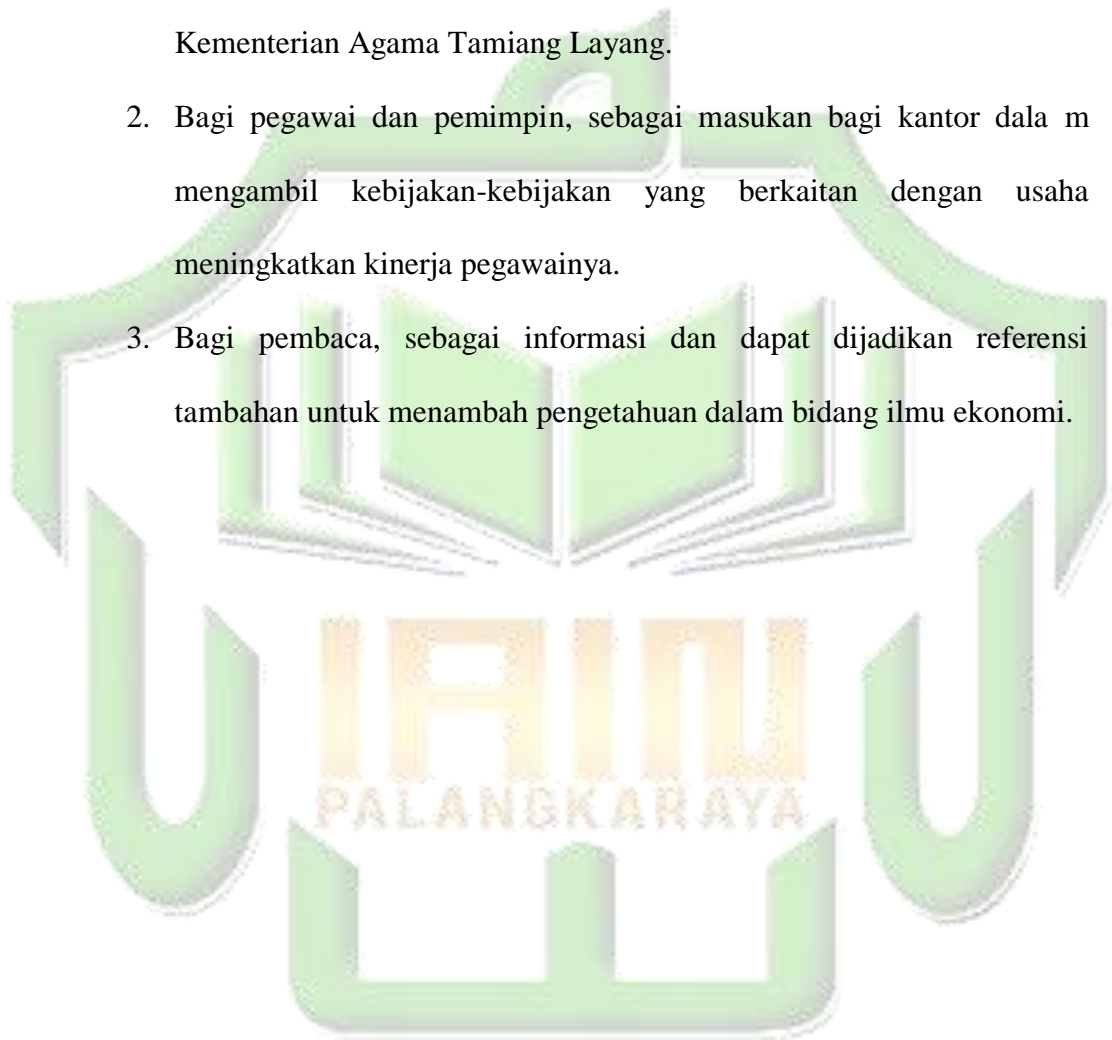 Kementerian Agama Tamiang Layang.
2. Bagi pegawai dan pemimpin, sebagai masukan bagi kantor dala m
mengambil kebijakan-kebijakan yang berkaitan dengan usaha
meningkatkan kinerja pegawainya.
3. Bagi pembaca, sebagai informasi dan dapat dijadikan referensi
tambahan untuk menambah pengetahuan dalam bidang ilmu ekonomi.
IAIN
PALANGKARAYA